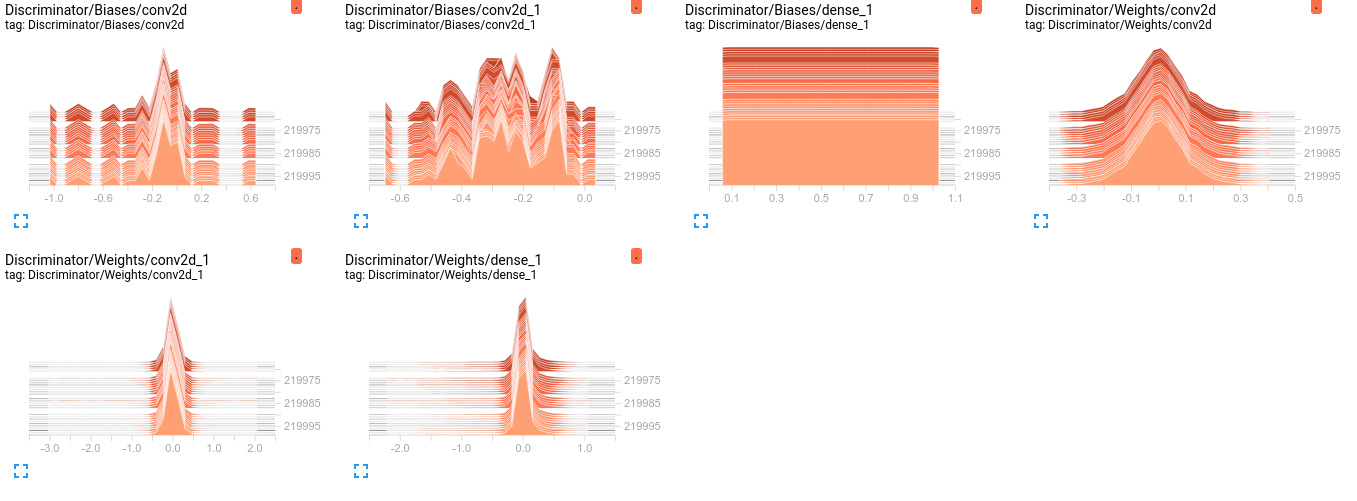 Discriminator/Biases/conv2d
tag: Discriminator/Biases/conv2d
219975
219985
219995
-1.0 -0.6 -0.2 0.2 0.6
Discriminator/Biases/conv2d_1
tag: Discriminator/Biases/conv2d_1
219975
219985
219995
-0.6 -0.4 -0.2 0.0
Discriminator/Biases/dense_1
tag: Discriminator/Biases/dense_1
219975
219985
219995
0.1 0.3 0.5 0.7 0.9 1.1
Discriminator/Weights/conv2d
tag: Discriminator/Weights/conv2d
219975
219985
219995
-0.3 -0.1 0.1 0.3 0.5
Discriminator/Weights/conv2d_1
tag: Discriminator/Weights/conv2d_1
219975
219985
219995
-3.0 -2.0 -1.0 0.0 1.0 2.0
Discriminator/Weights/dense_1
tag: Discriminator/Weights/dense_1
219975
219985
219995
-2.0 -1.0 0.0 1.0